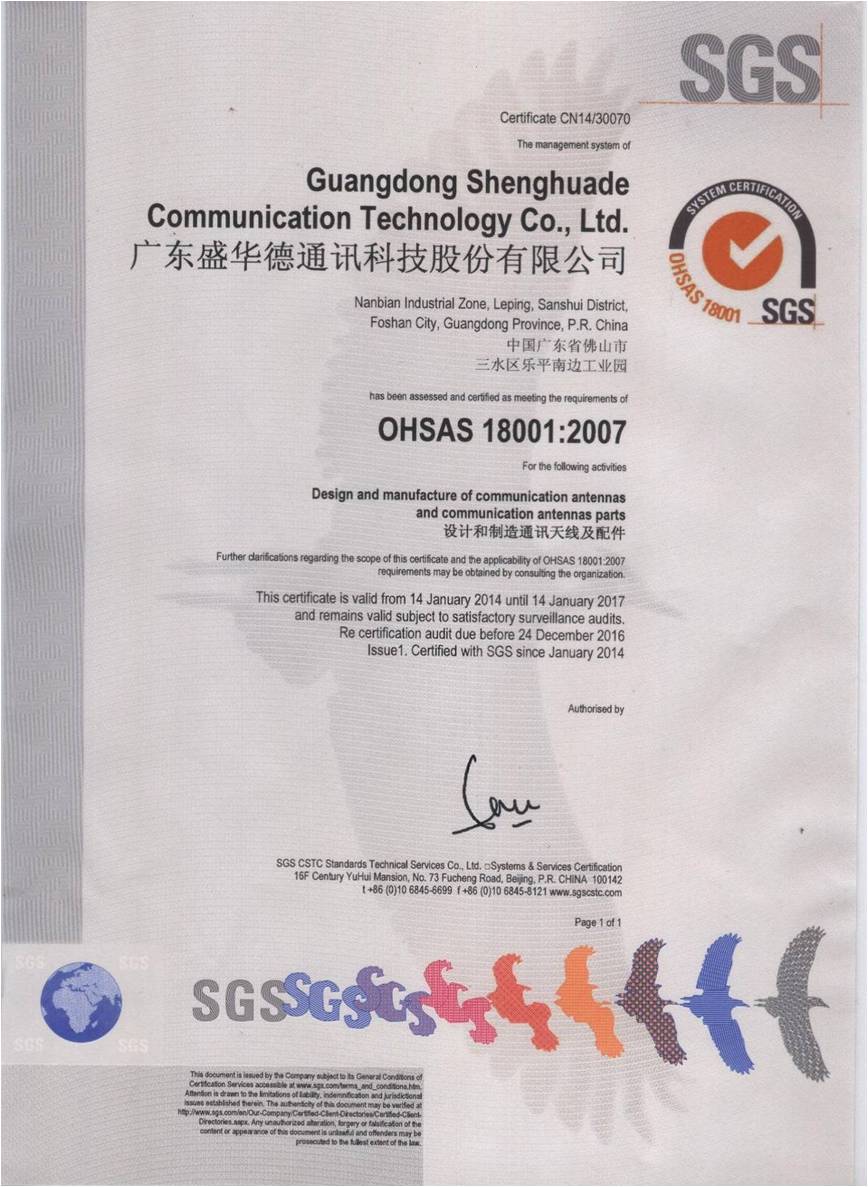 SGS
Certificate CN14/30070
The management system of
Guangdong Shenghuade
Communication Technology Co., Ltd.
广东盛华德通讯科技股份有限公司
SYSTEM CERTIFICATION
OHSAS 18001
SGS
Nanbian Industrial Zone, Leping, Sanshui District,
Foshan City, Guangdong Province, P.R. China
中国广东省佛山市
三水区乐平南边工业园
has been assessed and certified as meeting the requirements of
OHSAS 18001:2007
For the following activities
Design and manufacture of communication antennas
and communication antennas parts
设计和制造通讯天线及配件
Further clarifications regarding the scope of this certificate and the applicability of OHSAS 18001:2007
requirements may be obtained by consulting the organization.
This certificate is valid from 14 January 2014 until 14 January 2017
and remains valid subject to satisfactory surveillance audits.
Re certification audit due before 24 December 2016
Issue1. Certified with SGS since January 2014
Authorised by
SGS CSTC Standards Technical Services Co., Ltd. □Systems & Services Certification
16F Century YuHui Mansion, No. 73 Fucheng Road, Beijing, P.R. CHINA 100142
t +86 (0)10 6845-6699 f +86 (0)10 6845-8121 www.sgscstc.com
Page 1 of 1
SGS SGS
SGS SGS
SGSSGSSGS
This document is issued by the Company subject to its General Conditions of
Certification Services accessible at www.sgs.com/terms_and_conditions.htm.
Attention is drawn to the limitations of liability, indemnification and jurisdictional
issues established therein. The authenticity of this document may be verified at
http://www.sgs.com/en/Our-Company/Certified-Client-Directories/Certified-Client-
Directories.aspx. Any unauthorized alteration, forgery or falsification of the
content or appearance of this document is unlawful and offenders may be
prosecuted to the fullest extent of the law.